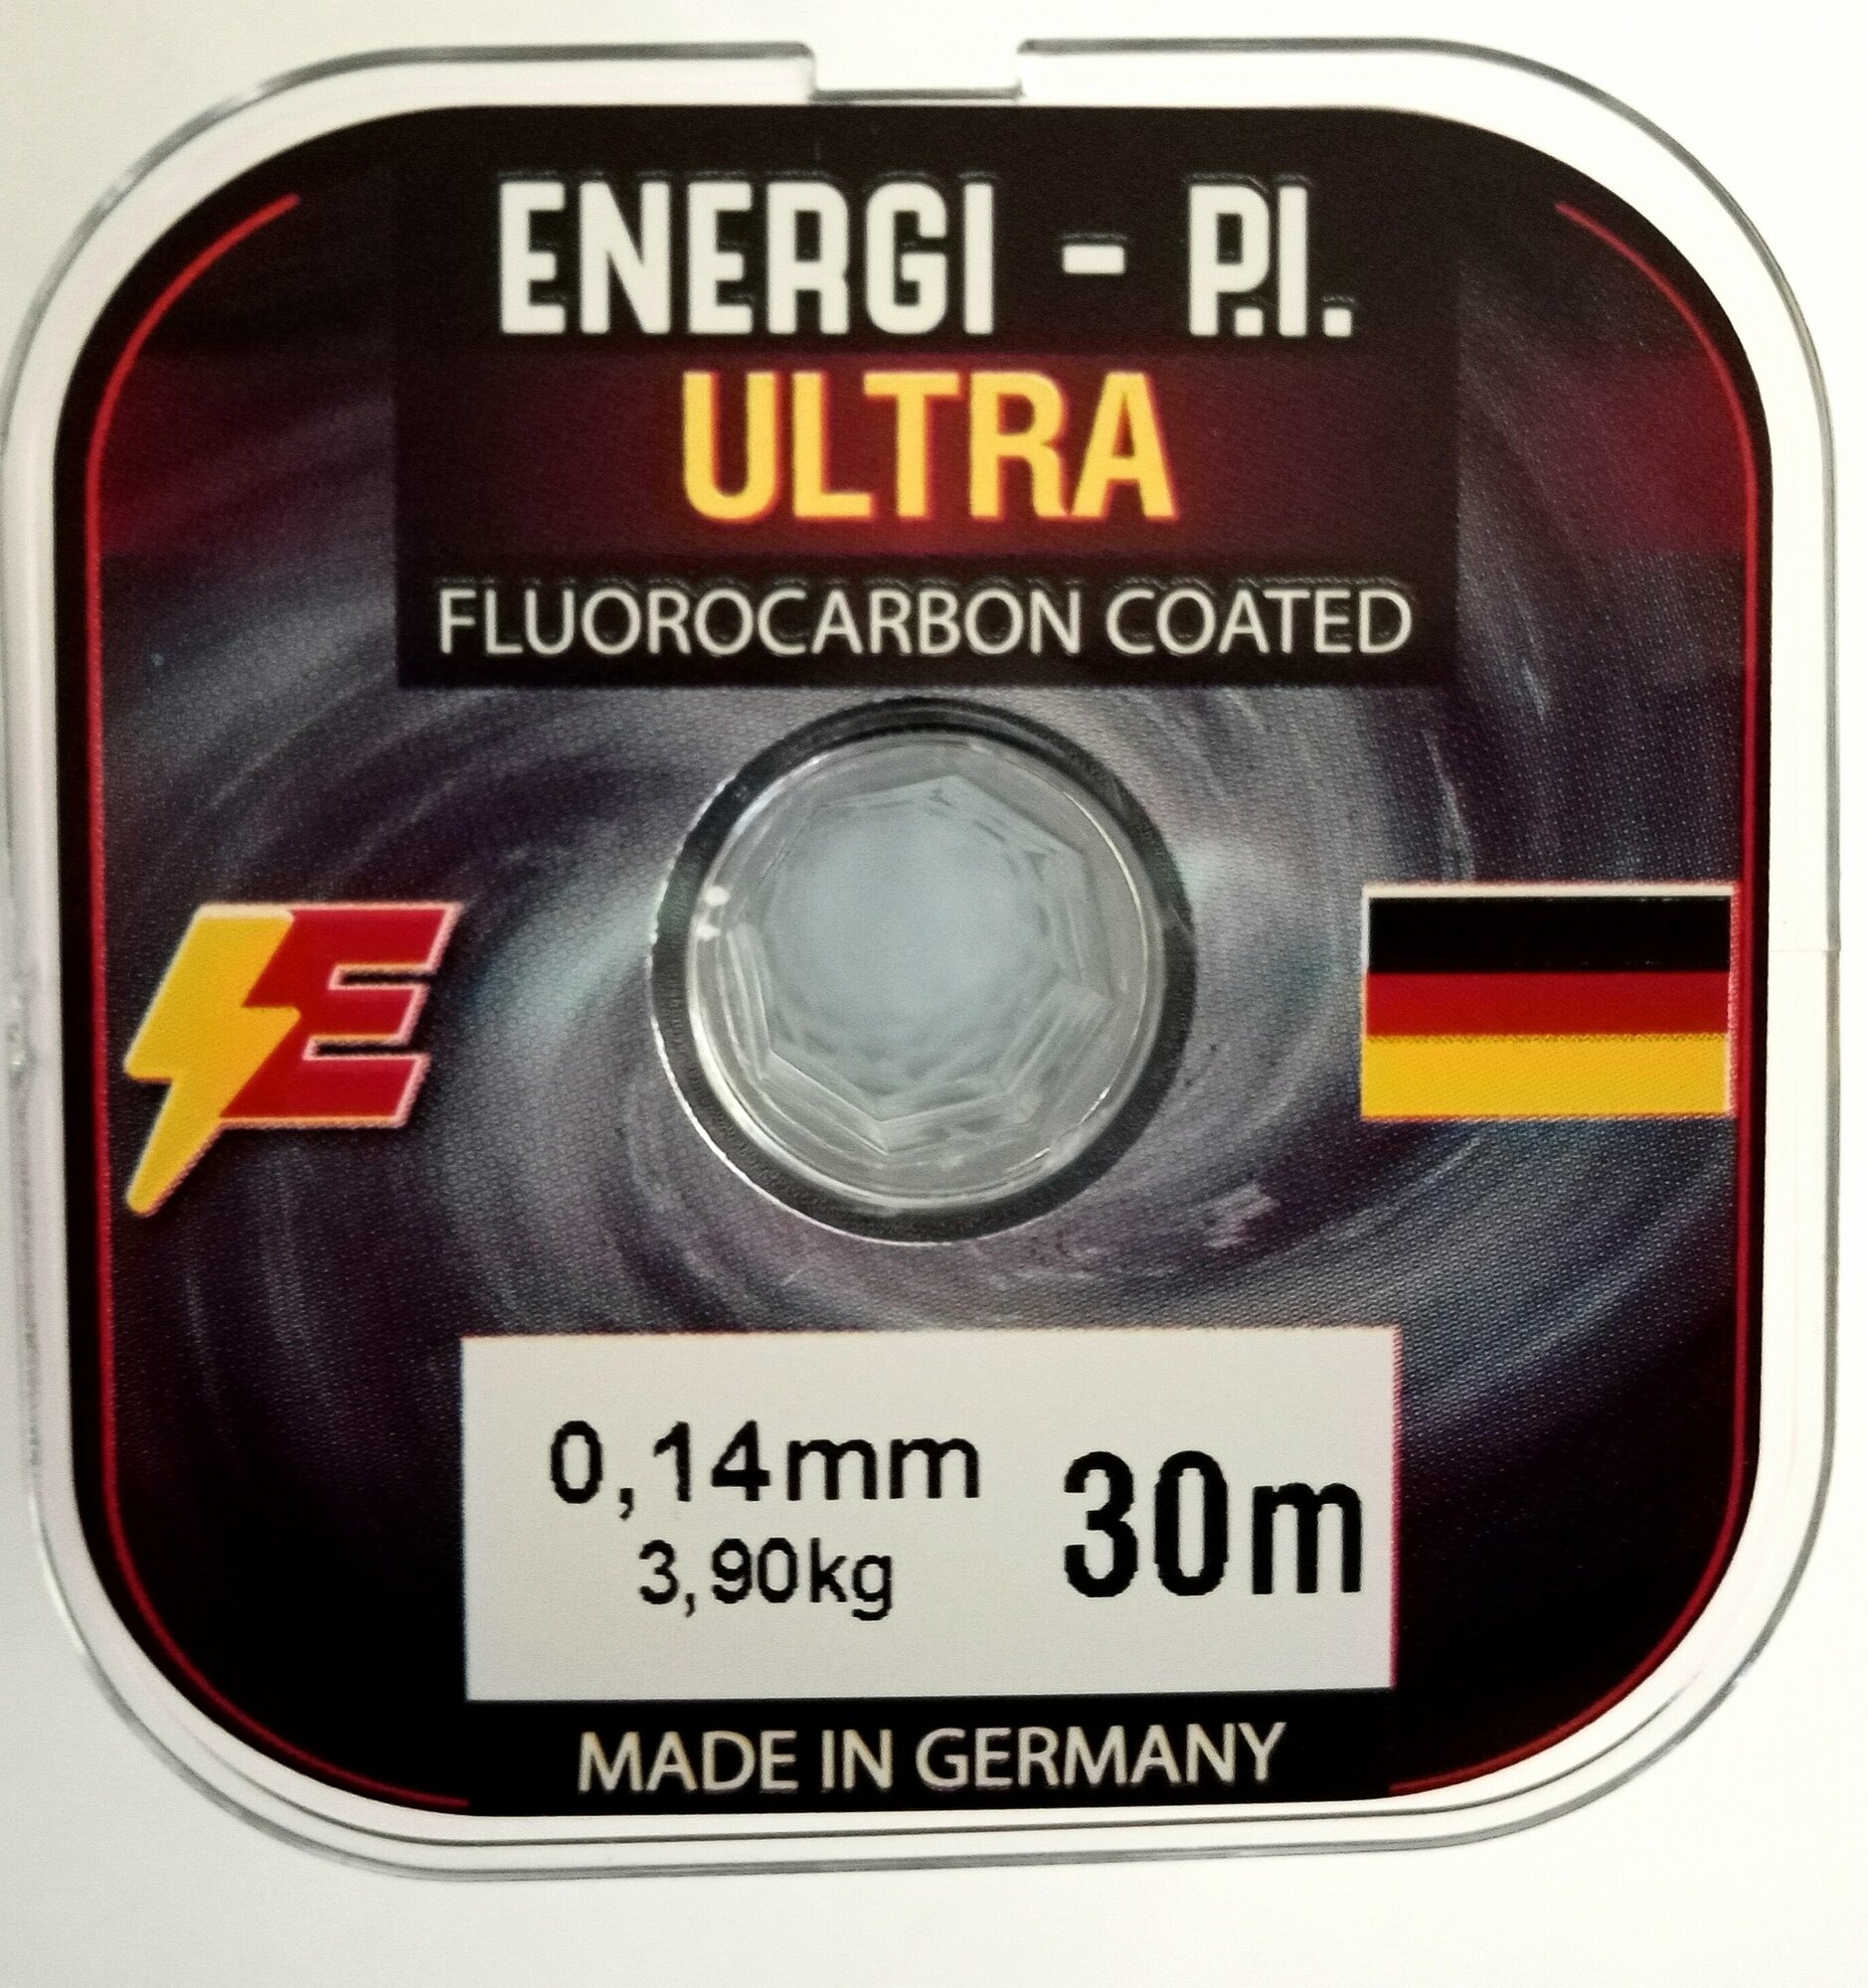 ENERGI - P.I.
ULTRA
FLUOROCARBON COATED
E
0,14mm
3,90kg
30m
MADE IN GERMANY